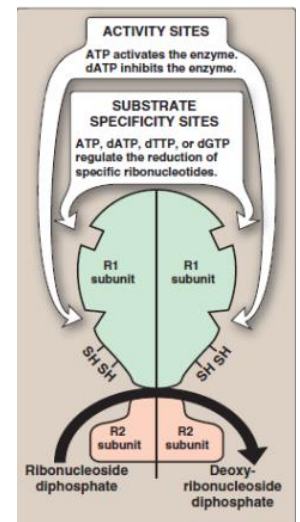 ACTIVITY SITES
ATP activates the enzyme.
dATP inhibits the enzyme.
SUBSTRATE
SPECIFICITY SITES
ATP, dATP, dTTP, or dGTP
regulate the reduction of
specific ribonucleotides.
R1
subunit
R1
subunit
SH SH
SH SH
R2
subunit
R2
subunit
Ribonucleoside
diphosphate
Deoxy-
ribonucleoside
diphosphate